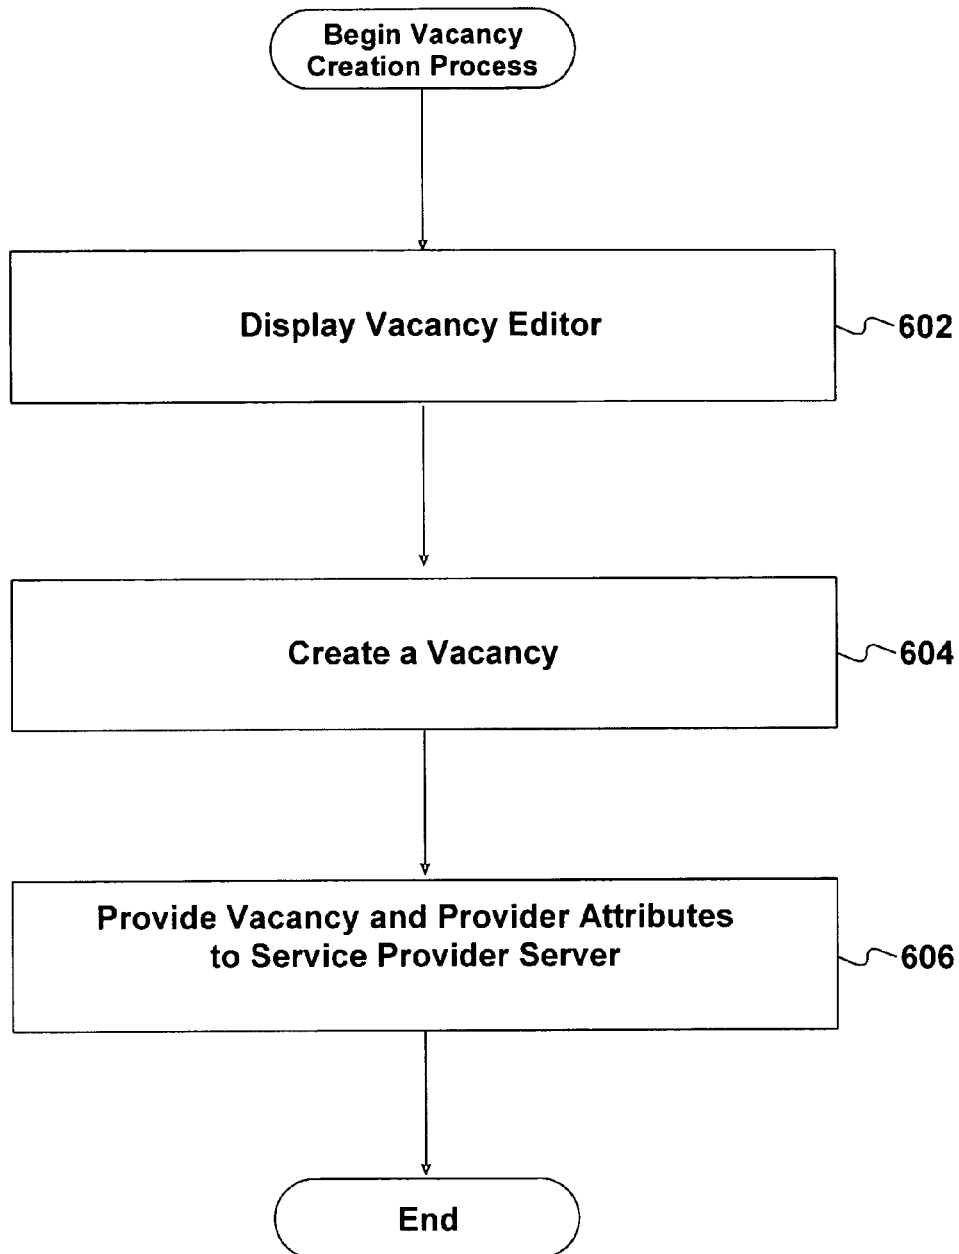 Begin Vacancy
Creation Process
Display Vacancy Editor
602
Create a Vacancy
604
Provide Vacancy and Provider Attributes
to Service Provider Server
606
End